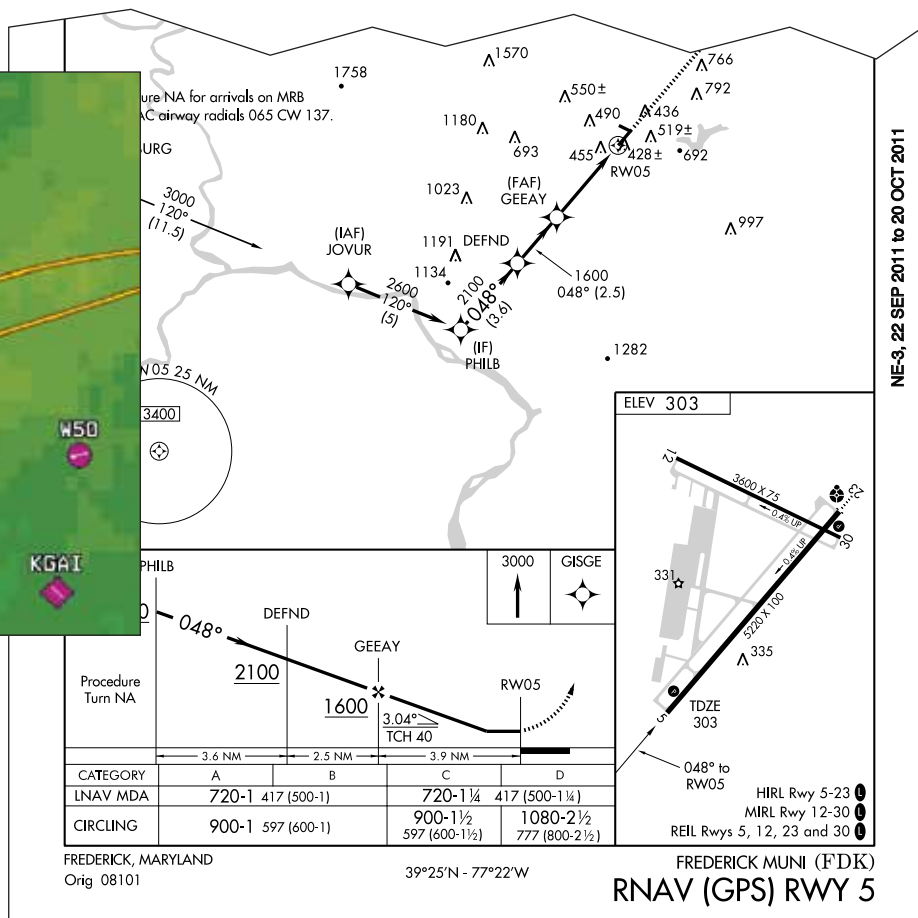 1570
766
1758
792
550±
ure NA for arrivals on MRB
AC airway radials 065 CW 137.
490
436
1180
519±
693
455
428±
692
RW05
URG
(FAF)
GEEAY
3000
120°
(11.5)
1023
997
(IAF)
JOVUR
1191
DEFND
1134
2600
120°
(5)
2100
048°
(3.6)
1600
048° (2.5)
(IF)
PHILB
1282
NE-3, 22 SEP 2011 to 20 OCT 2011
05 25 NM
3400
W50
KGAI
ELEV 303
12
3600 X 75
0.4% UP
23
30
0.4% UP
331
5220 X 100
335
TDZE
303
5
048° to
RW05
HIRL Rwy 5-23 L
MIRL Rwy 12-30 L
REIL Rwys 5, 12, 23 and 30 L
PHILB
3000
GISGE
048°
DEFND
2100
GEEAY
1600
RW05
Procedure
Turn NA
3.04°
TCH 40
3.6 NM
2.5 NM
3.9 NM
CATEGORY A B C D
LNAV MDA 720-1 417 (500-1) 720-1¼ 417 (500-1¼)
CIRCLING 900-1 597 (600-1) 900-1½ 597 (600-1½) 1080-2½ 777 (800-2½)
FREDERICK, MARYLAND
Orig 08101
39°25'N - 77°22'W
FREDERICK MUNI (FDK)
RNAV (GPS) RWY 5